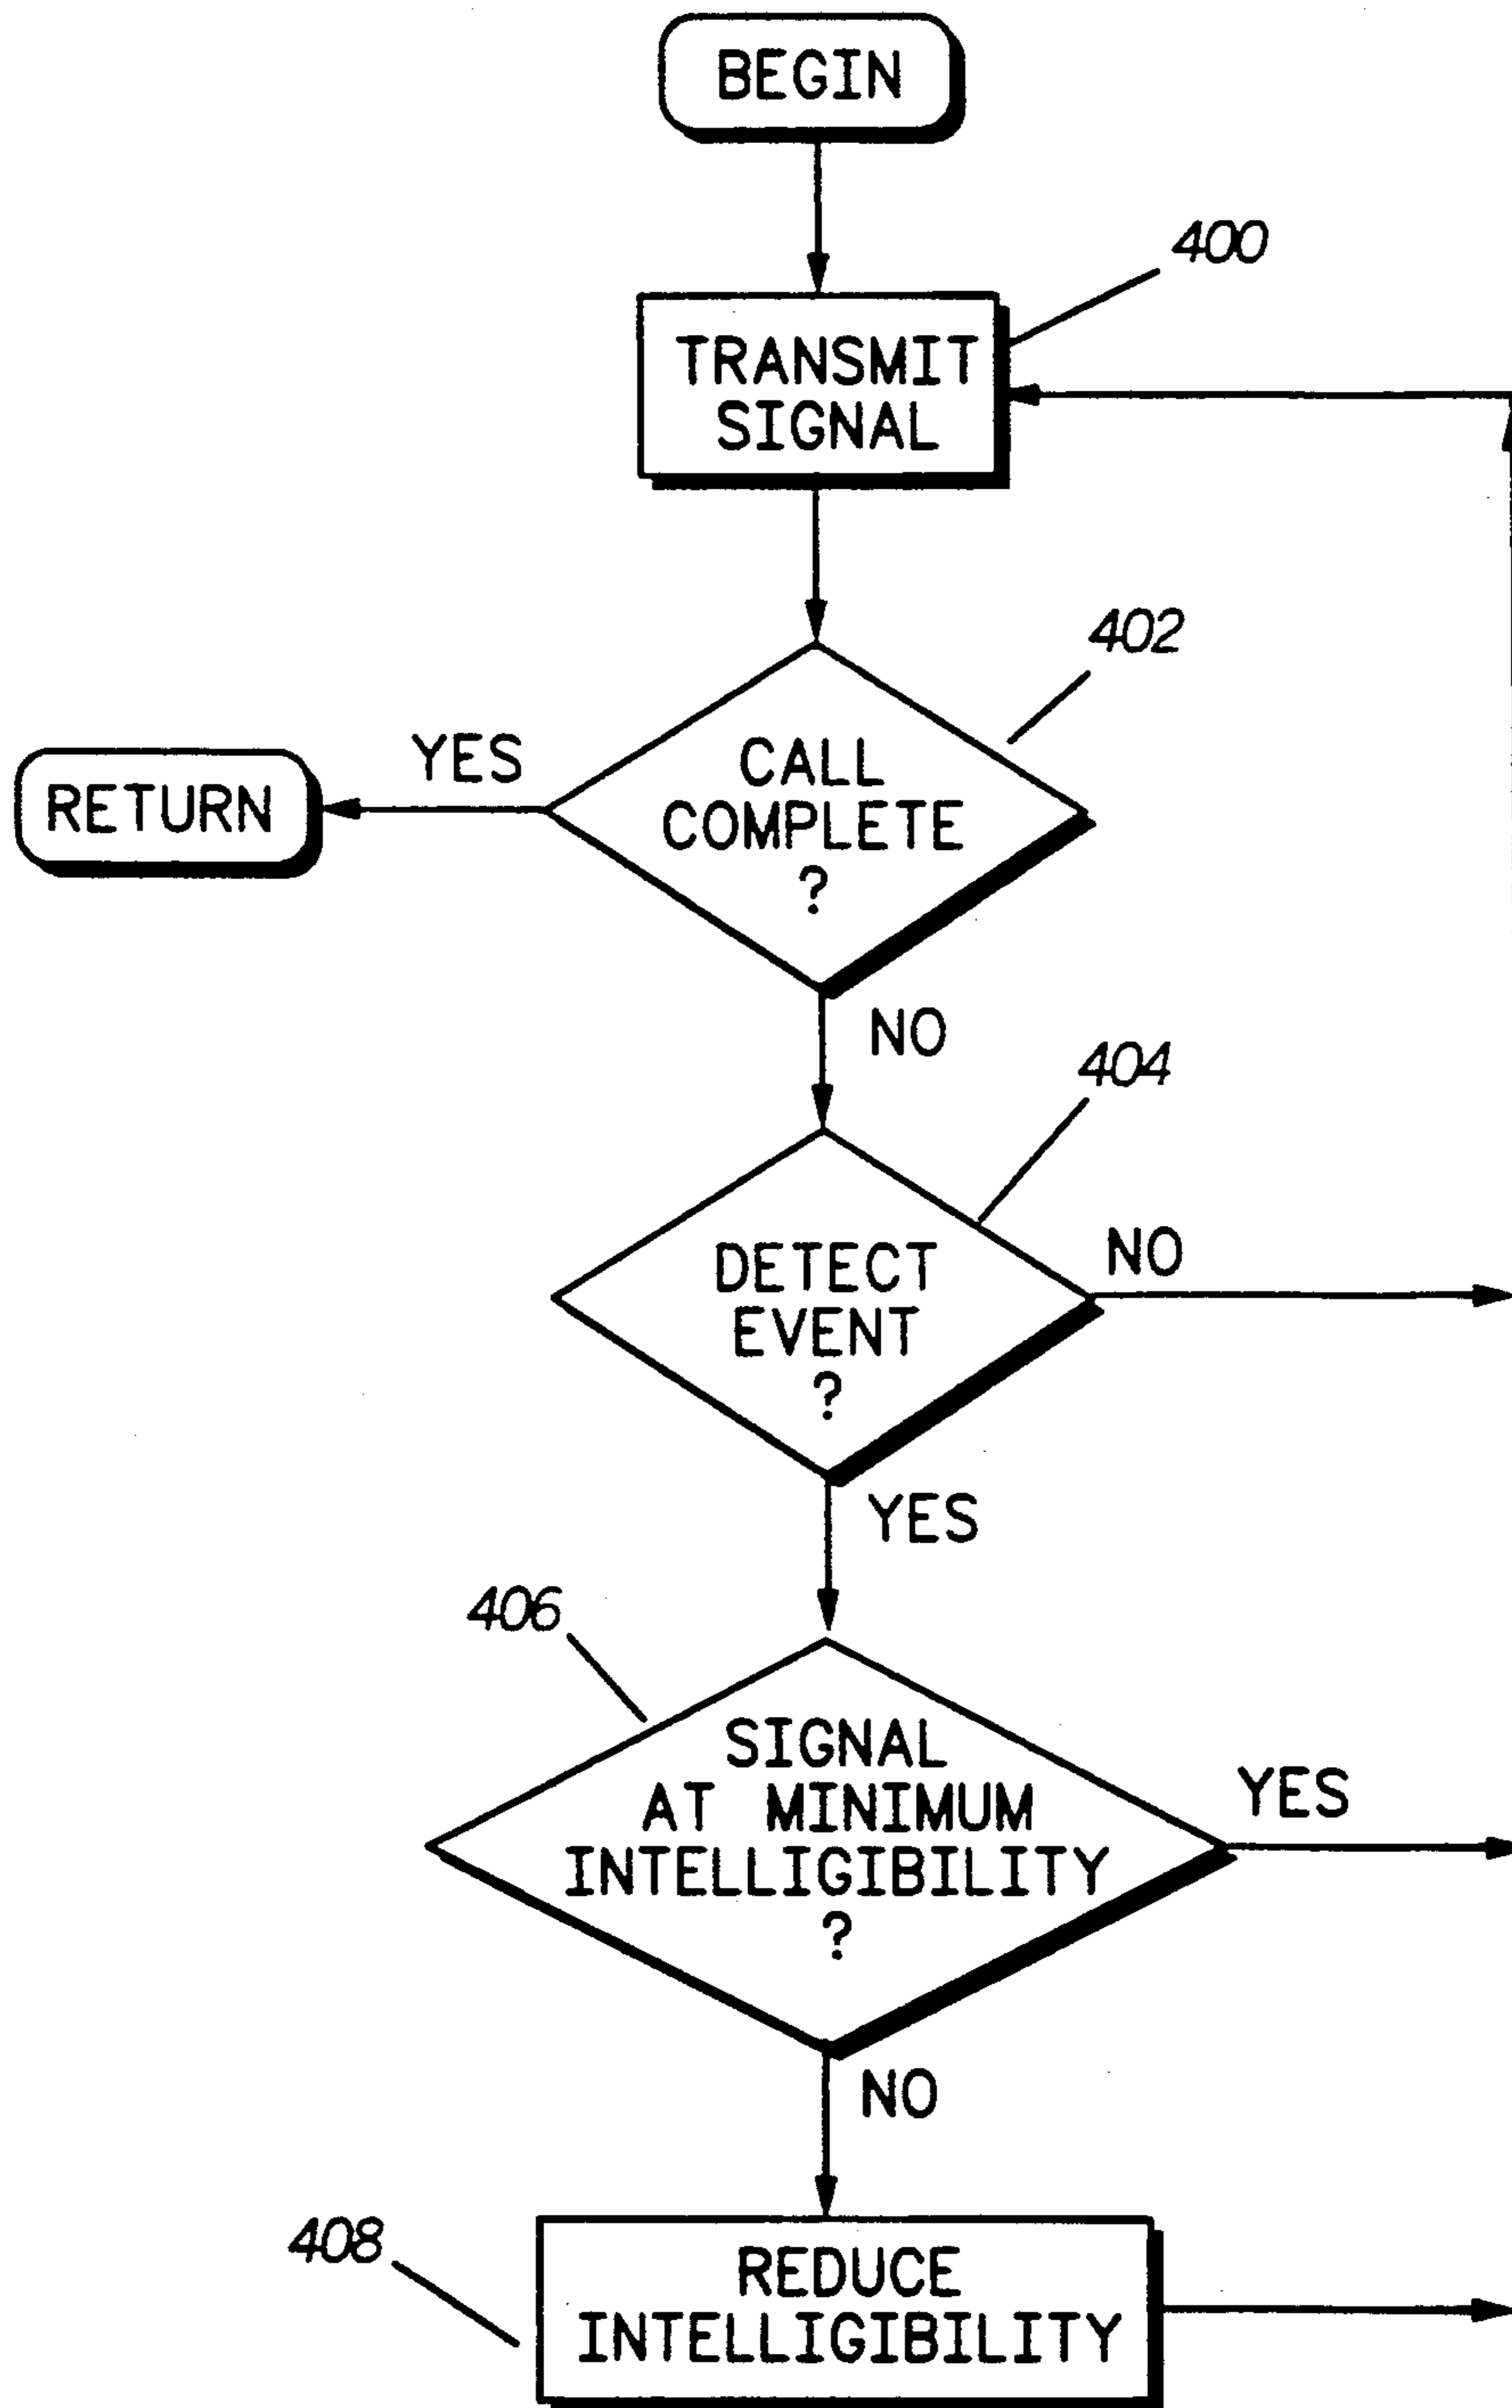 BEGIN
400
TRANSMIT
SIGNAL
402
YES
CALL
COMPLETE
?
RETURN
NO
404
NO
DETECT
EVENT
?
YES
406
SIGNAL
AT MINIMUM
INTELLIGIBILITY
?
YES
NO
408
REDUCE
INTELLIGIBILITY